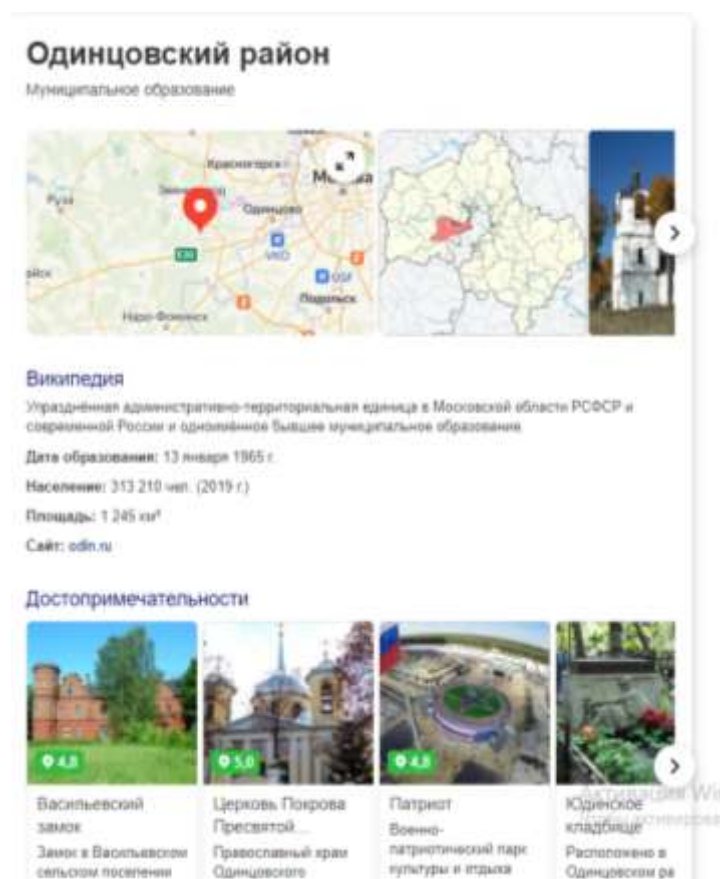 Одинцовский район
Муниципальное образование
Красногорск
Москва
Руза
Одинцово
VKO
Подольск
Наро-Фоминск
Википедия
Упразднённая административно-территориальная единица в Московской области РСФСР и
современной России и одноимённое бывшее муниципальное образование
Дата образования: 13 января 1965 г.
Население: 313 210 чел. (2019 г.)
Площадь: 1 245 км²
Сайт: odin.ru
Достопримечательности
4,8
5,0
4,8
Васильевский
замок
Замок в Васильевском
сельском поселении
Церковь Покрова
Пресвятой...
Православный храм
Одинцовского
Патриот
Военно-
патриотический парк
культуры и отдыха
Юдинское
кладбище
Расположено в
Одинцовском ра
Активация Wi